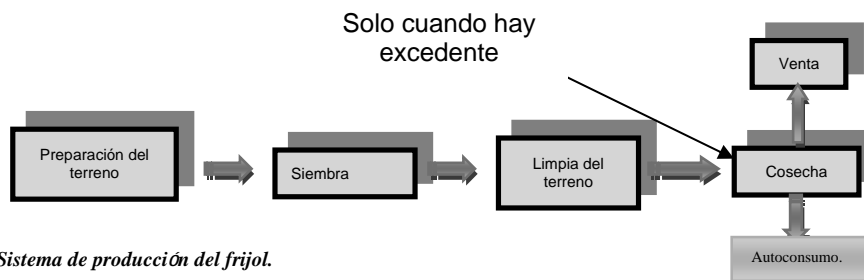 Solo cuando hay
excedente
Venta
Preparación del
terreno
Siembra
Limpia del
terreno
Cosecha
Sistema de producción del frijol.
Autoconsumo.